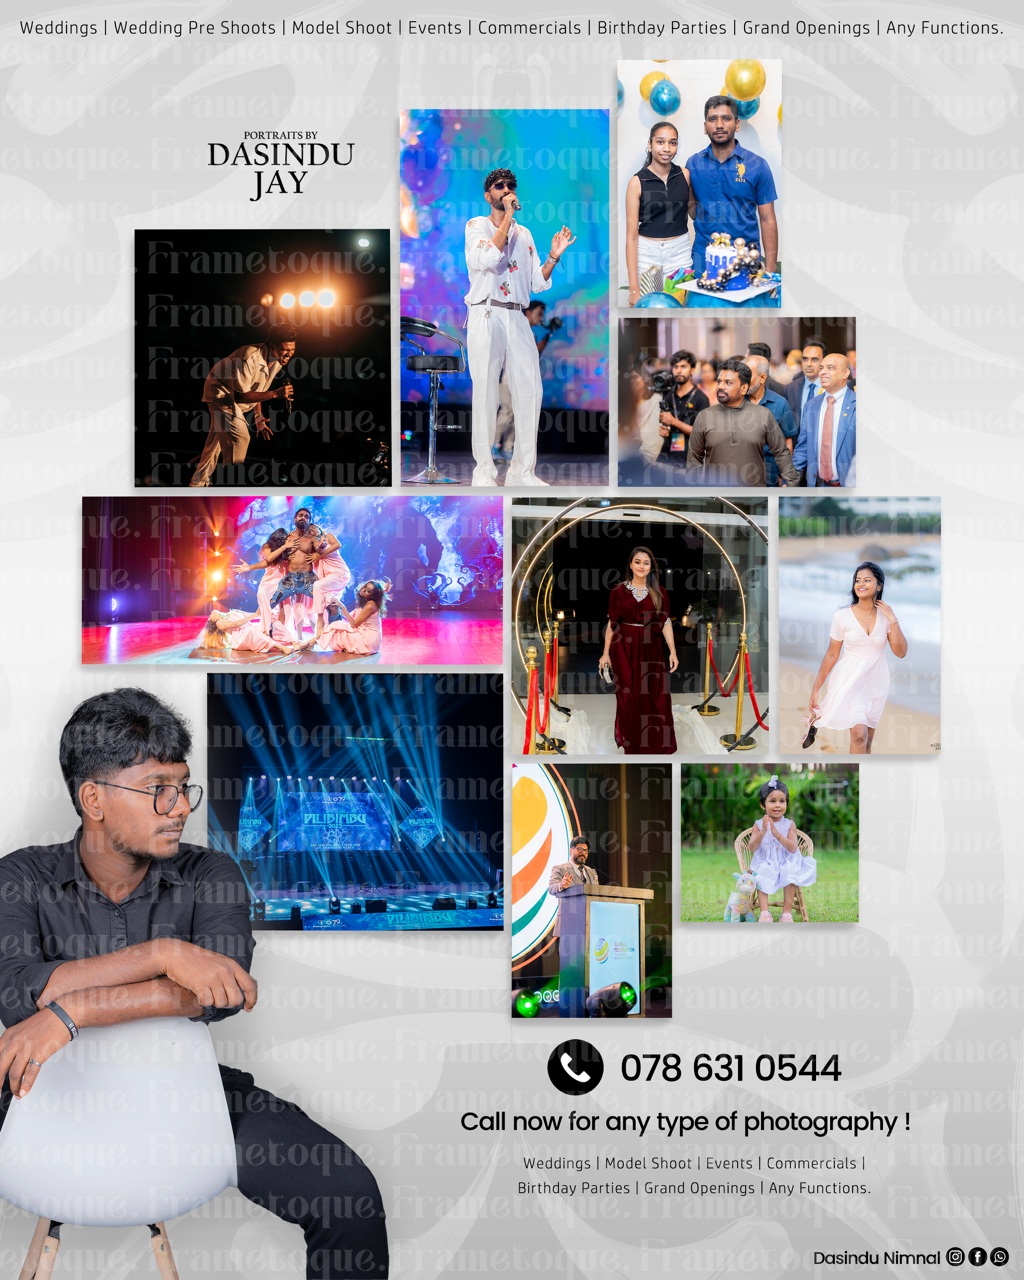 Weddings | Wedding Pre Shoots | Model Shoot | Events | Commercials | Birthday Parties | Grand Openings | Any Functions.
PORTRAITS BY
DASINDU
JAY
Frametoque.
078 631 0544
Call now for any type of photography !
Weddings | Model Shoot | Events | Commercials |
Birthday Parties | Grand Openings | Any Functions.
Dasindu Nimnal